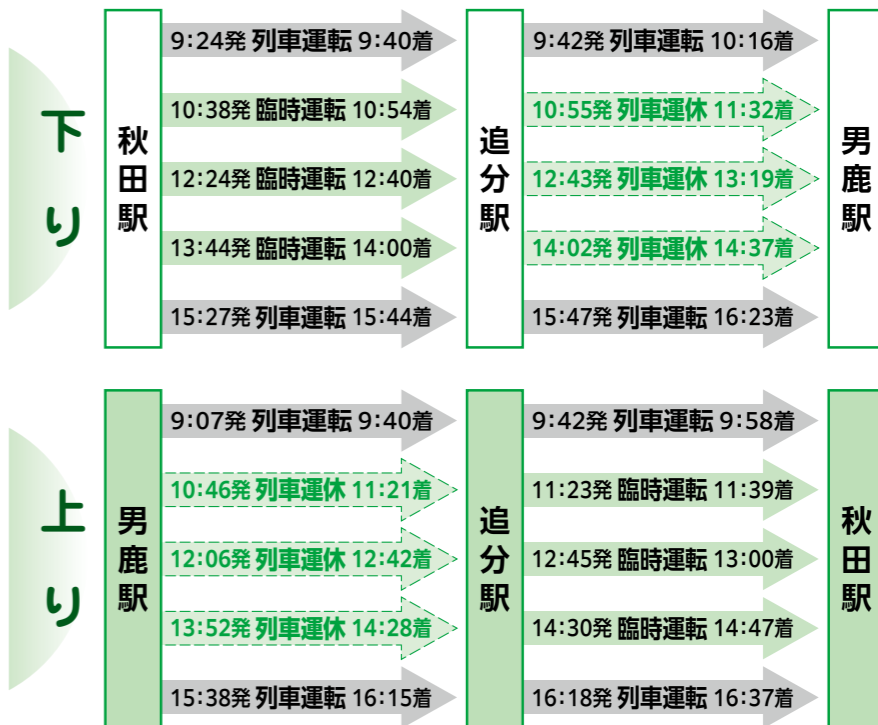 下り
秋田駅
追分駅
男鹿駅
9:24発 列車運転 9:40着
9:42発 列車運転 10:16着
10:38発 臨時運転 10:54着
10:55発 列車運休 11:32着
12:24発 臨時運転 12:40着
12:43発 列車運休 13:19着
13:44発 臨時運転 14:00着
14:02発 列車運休 14:37着
15:27発 列車運転 15:44着
15:47発 列車運転 16:23着
上り
男鹿駅
追分駅
秋田駅
9:07発 列車運転 9:40着
9:42発 列車運転 9:58着
10:46発 列車運休 11:21着
11:23発 臨時運転 11:39着
12:06発 列車運休 12:42着
12:45発 臨時運転 13:00着
13:52発 列車運休 14:28着
14:30発 臨時運転 14:47着
15:38発 列車運転 16:15着
16:18発 列車運転 16:37着